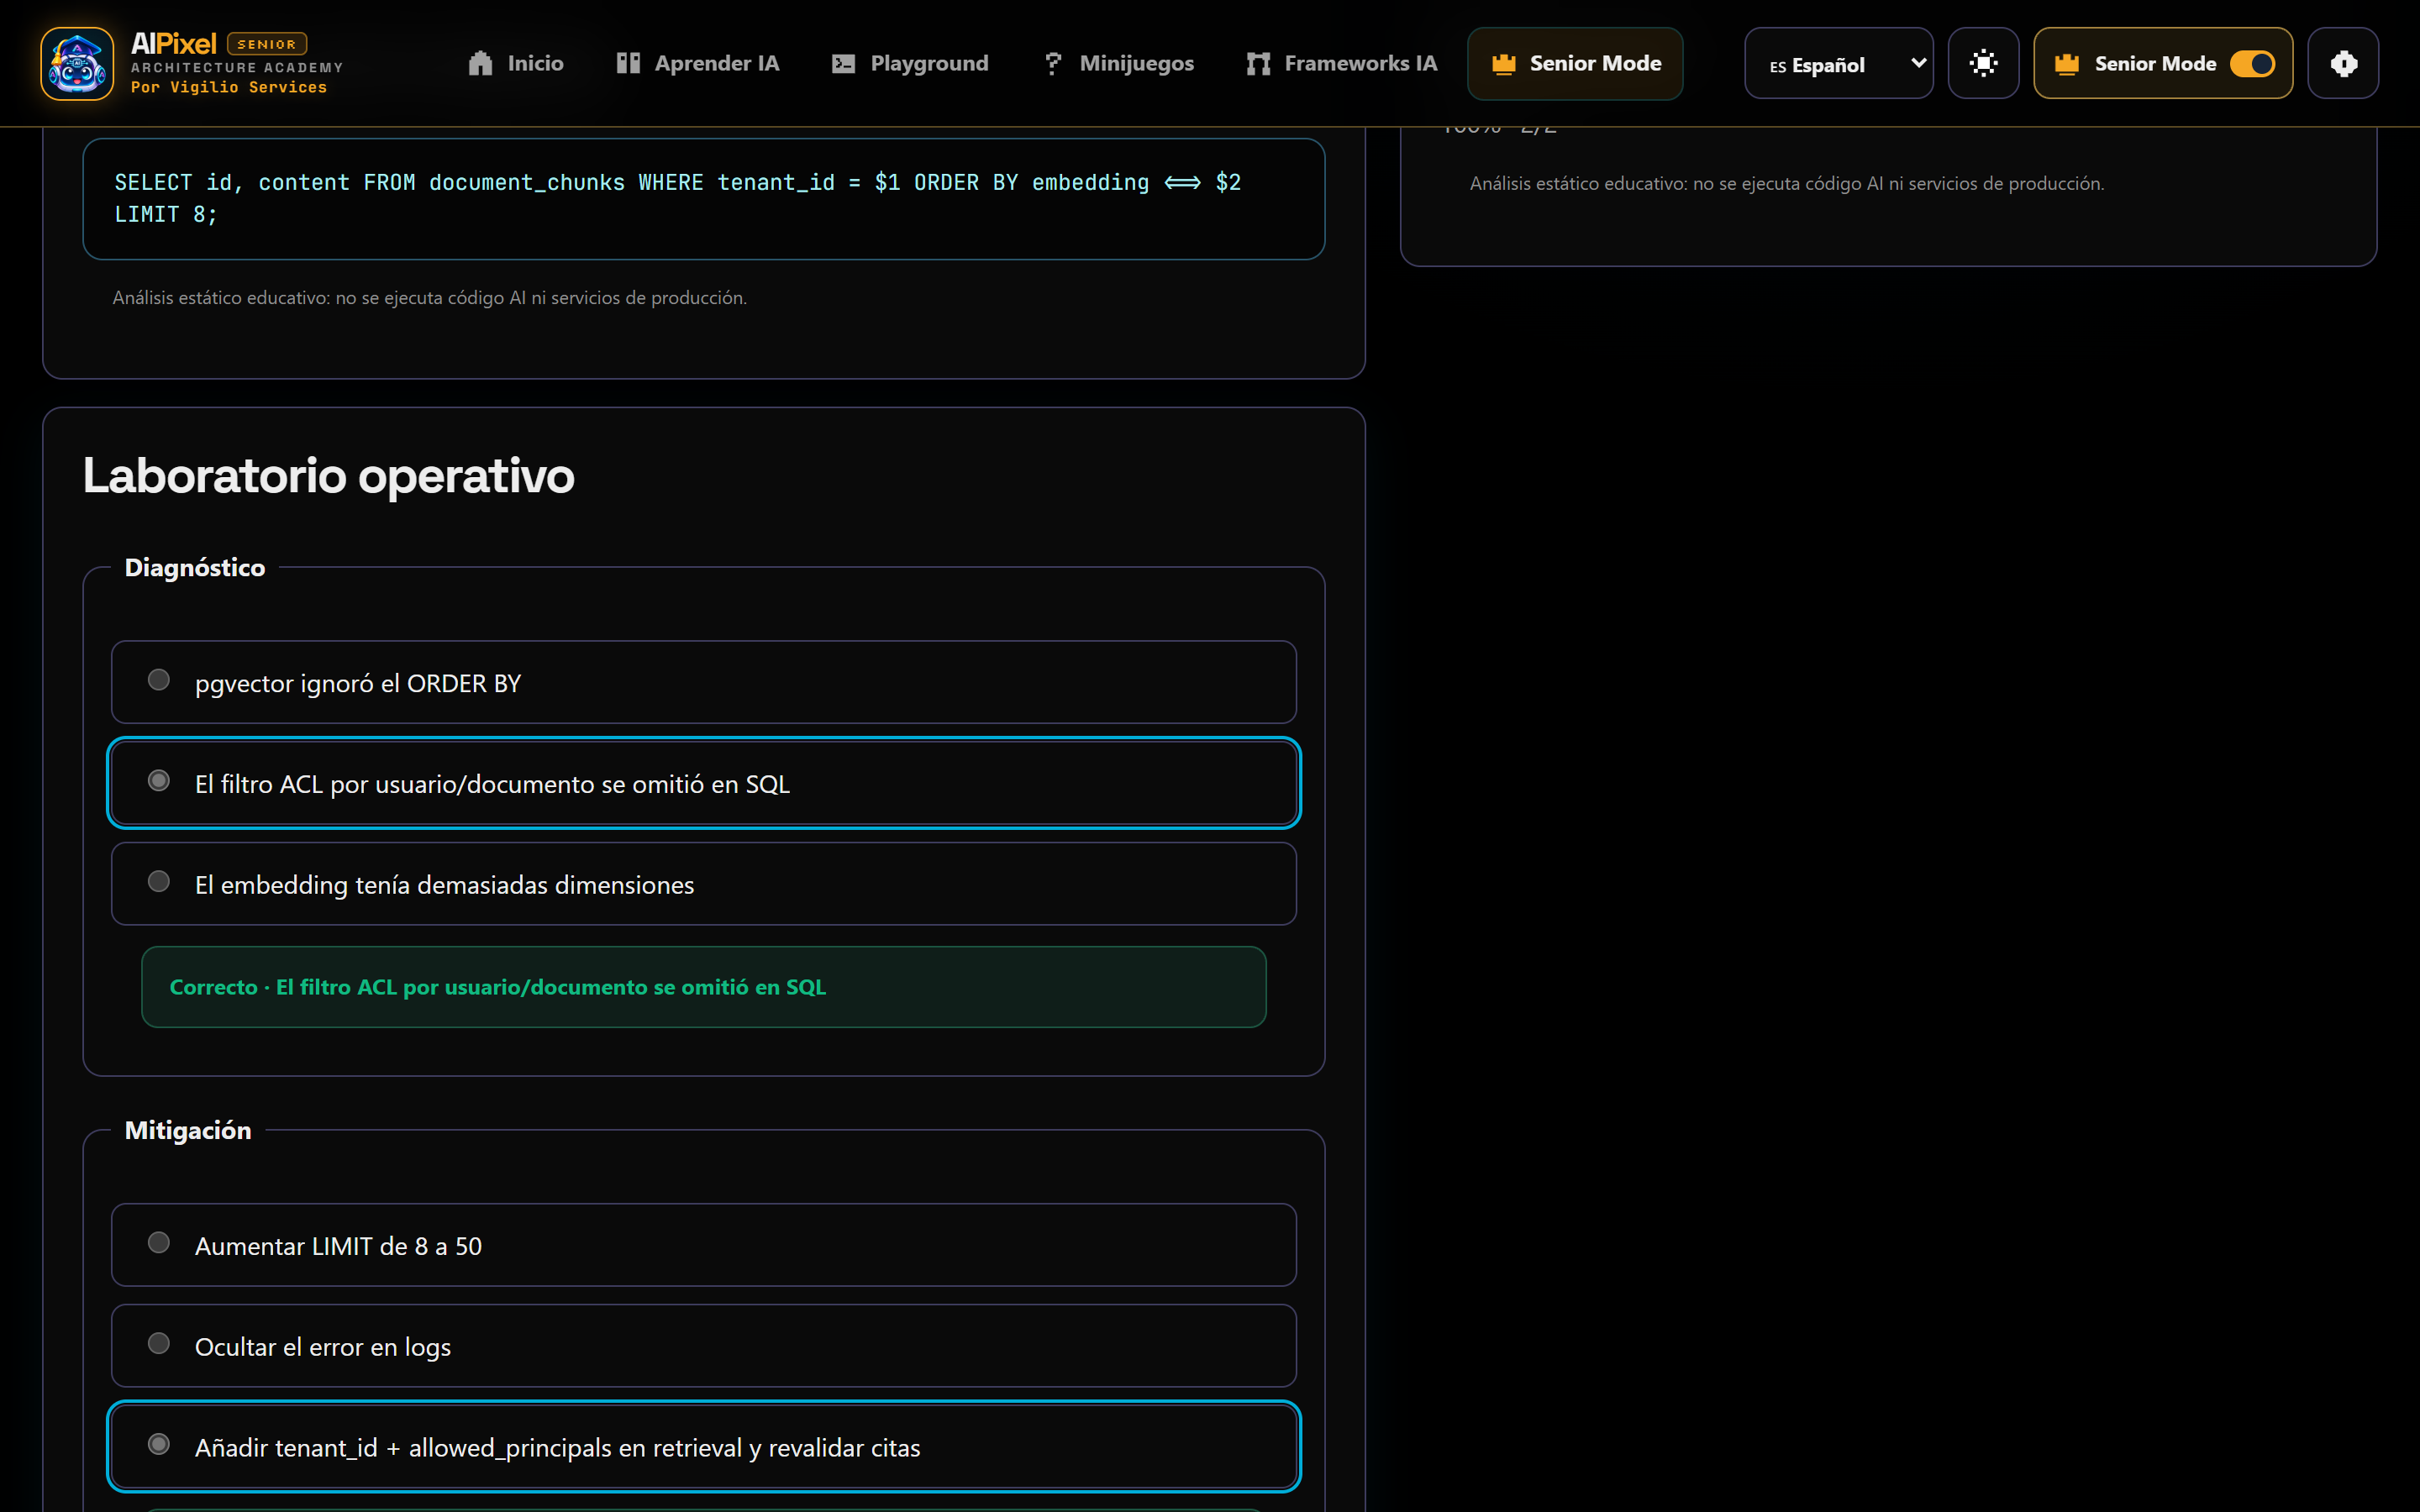 AIPixel SENIOR
ARCHITECTURE ACADEMY
Por Vigilio Services
Inicio
Aprender IA
Playground
Minijuegos
Frameworks IA
Senior Mode
ES Español
Senior Mode
SELECT id, content FROM document_chunks WHERE tenant_id = $1 ORDER BY embedding <=> $2
LIMIT 8;
Análisis estático educativo: no se ejecuta código AI ni servicios de producción.
Análisis estático educativo: no se ejecuta código AI ni servicios de producción.
Laboratorio operativo
Diagnóstico
pgvector ignoró el ORDER BY
El filtro ACL por usuario/documento se omitió en SQL
El embedding tenía demasiadas dimensiones
Correcto · El filtro ACL por usuario/documento se omitió en SQL
Mitigación
Aumentar LIMIT de 8 a 50
Ocultar el error en logs
Añadir tenant_id + allowed_principals en retrieval y revalidar citas